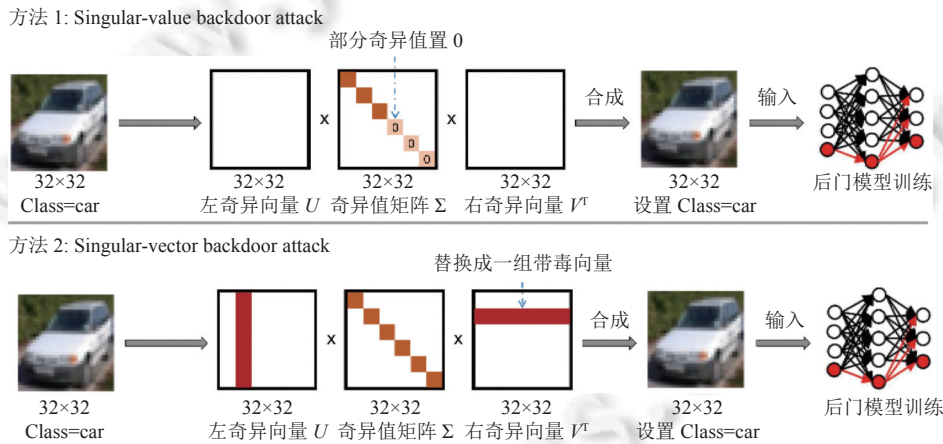 方法 1: Singular-value backdoor attack
部分奇异值置 0
x
x
合成
输入
0
0
0
32×32
32×32
32×32
32×32
32×32
后门模型训练
Class=car
左奇异向量 U
奇异值矩阵 Σ
右奇异向量 Vᵀ
设置 Class=car
方法 2: Singular-vector backdoor attack
替换成一组带毒向量
x
x
合成
输入
32×32
32×32
32×32
32×32
32×32
后门模型训练
Class=car
左奇异向量 U
奇异值矩阵 Σ
右奇异向量 Vᵀ
设置 Class=car